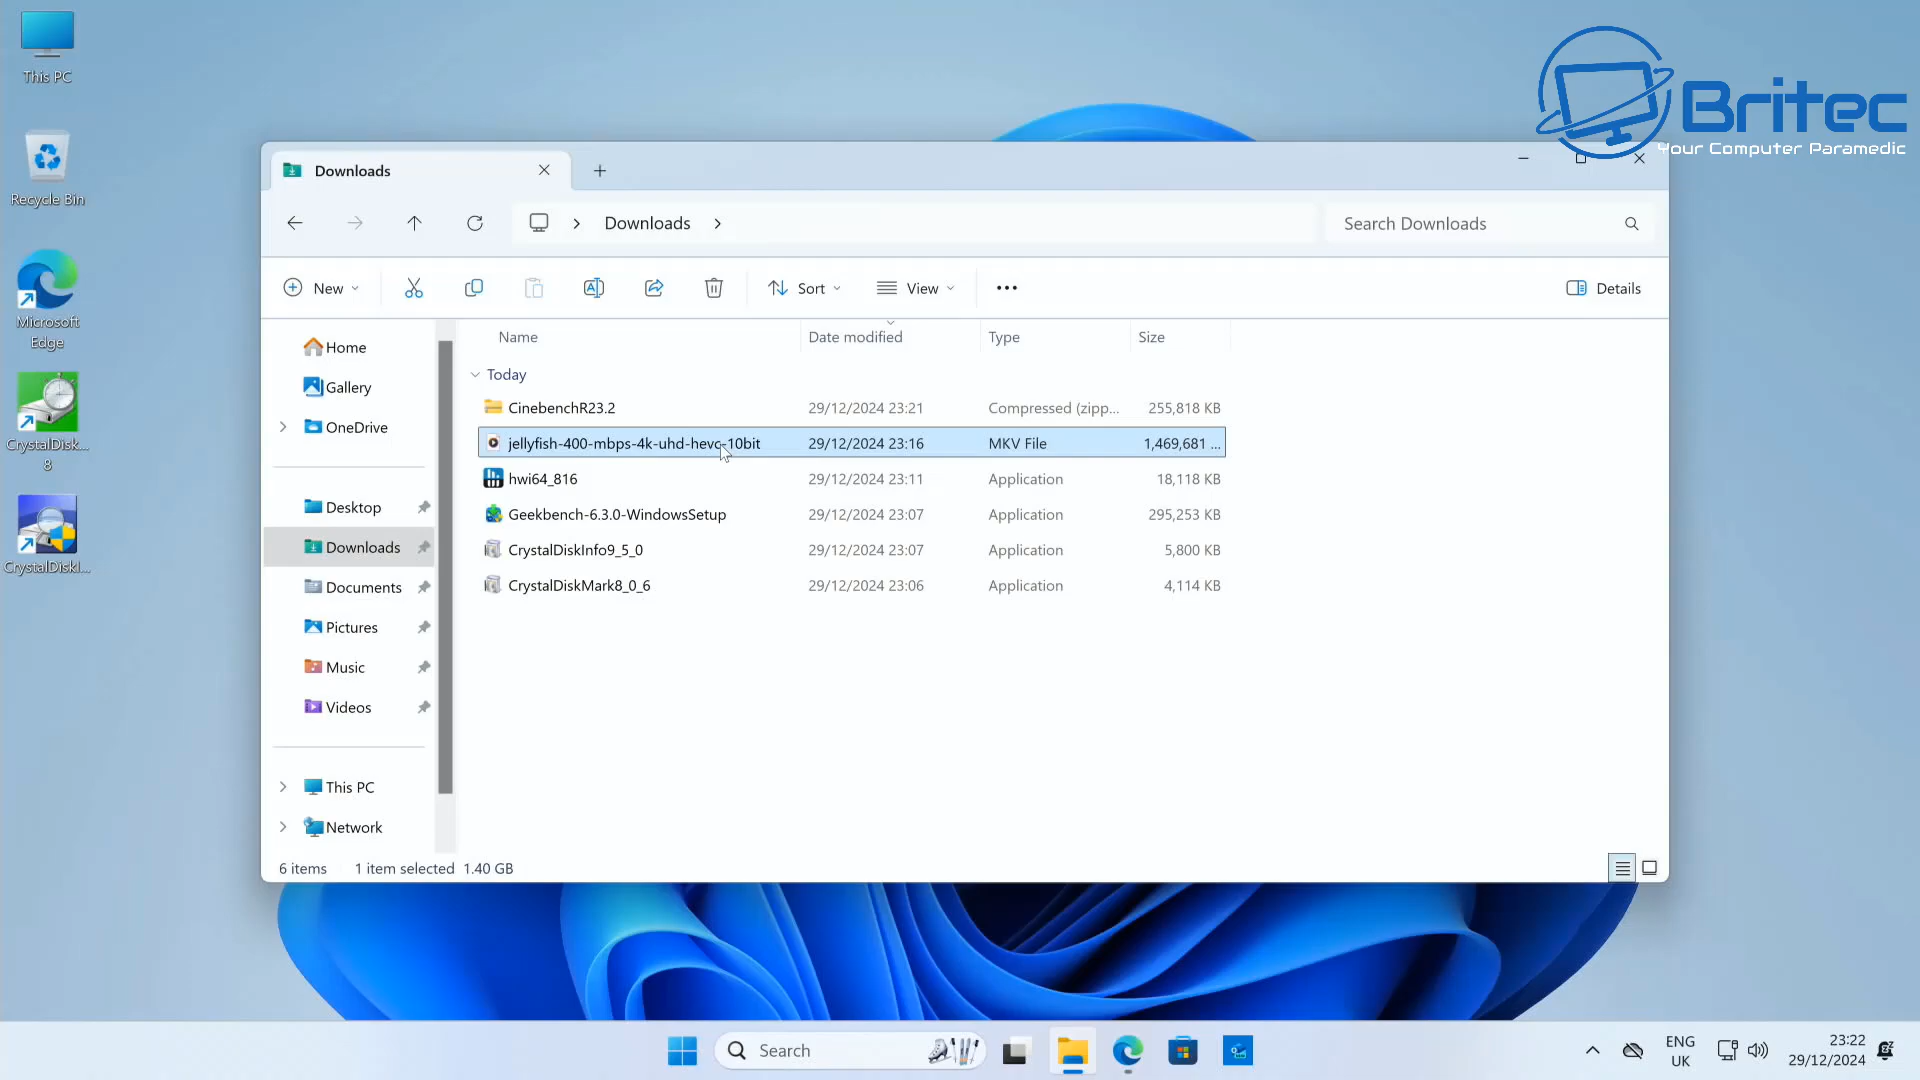 This PC
Recycle Bin
Microsoft
Edge
CrystalDisk...
8
CrystalDiskI...
Britec
Your Computer Paramedic
Downloads
Downloads
Search Downloads
New
Sort
View
Details
Home
Gallery
OneDrive
Desktop
Downloads
Documents
Pictures
Music
Videos
This PC
Network
Name Date modified Type Size
Today
CinebenchR23.2 29/12/2024 23:21 Compressed (zipp... 255,818 KB
jellyfish-400-mbps-4k-uhd-hevc-10bit 29/12/2024 23:16 MKV File 1,469,681 ...
hwi64_816 29/12/2024 23:11 Application 18,118 KB
Geekbench-6.3.0-WindowsSetup 29/12/2024 23:07 Application 295,253 KB
CrystalDiskInfo9_5_0 29/12/2024 23:07 Application 5,800 KB
CrystalDiskMark8_0_6 29/12/2024 23:06 Application 4,114 KB
6 items 1 item selected 1.40 GB
Search
ENG
UK
23:22
29/12/2024